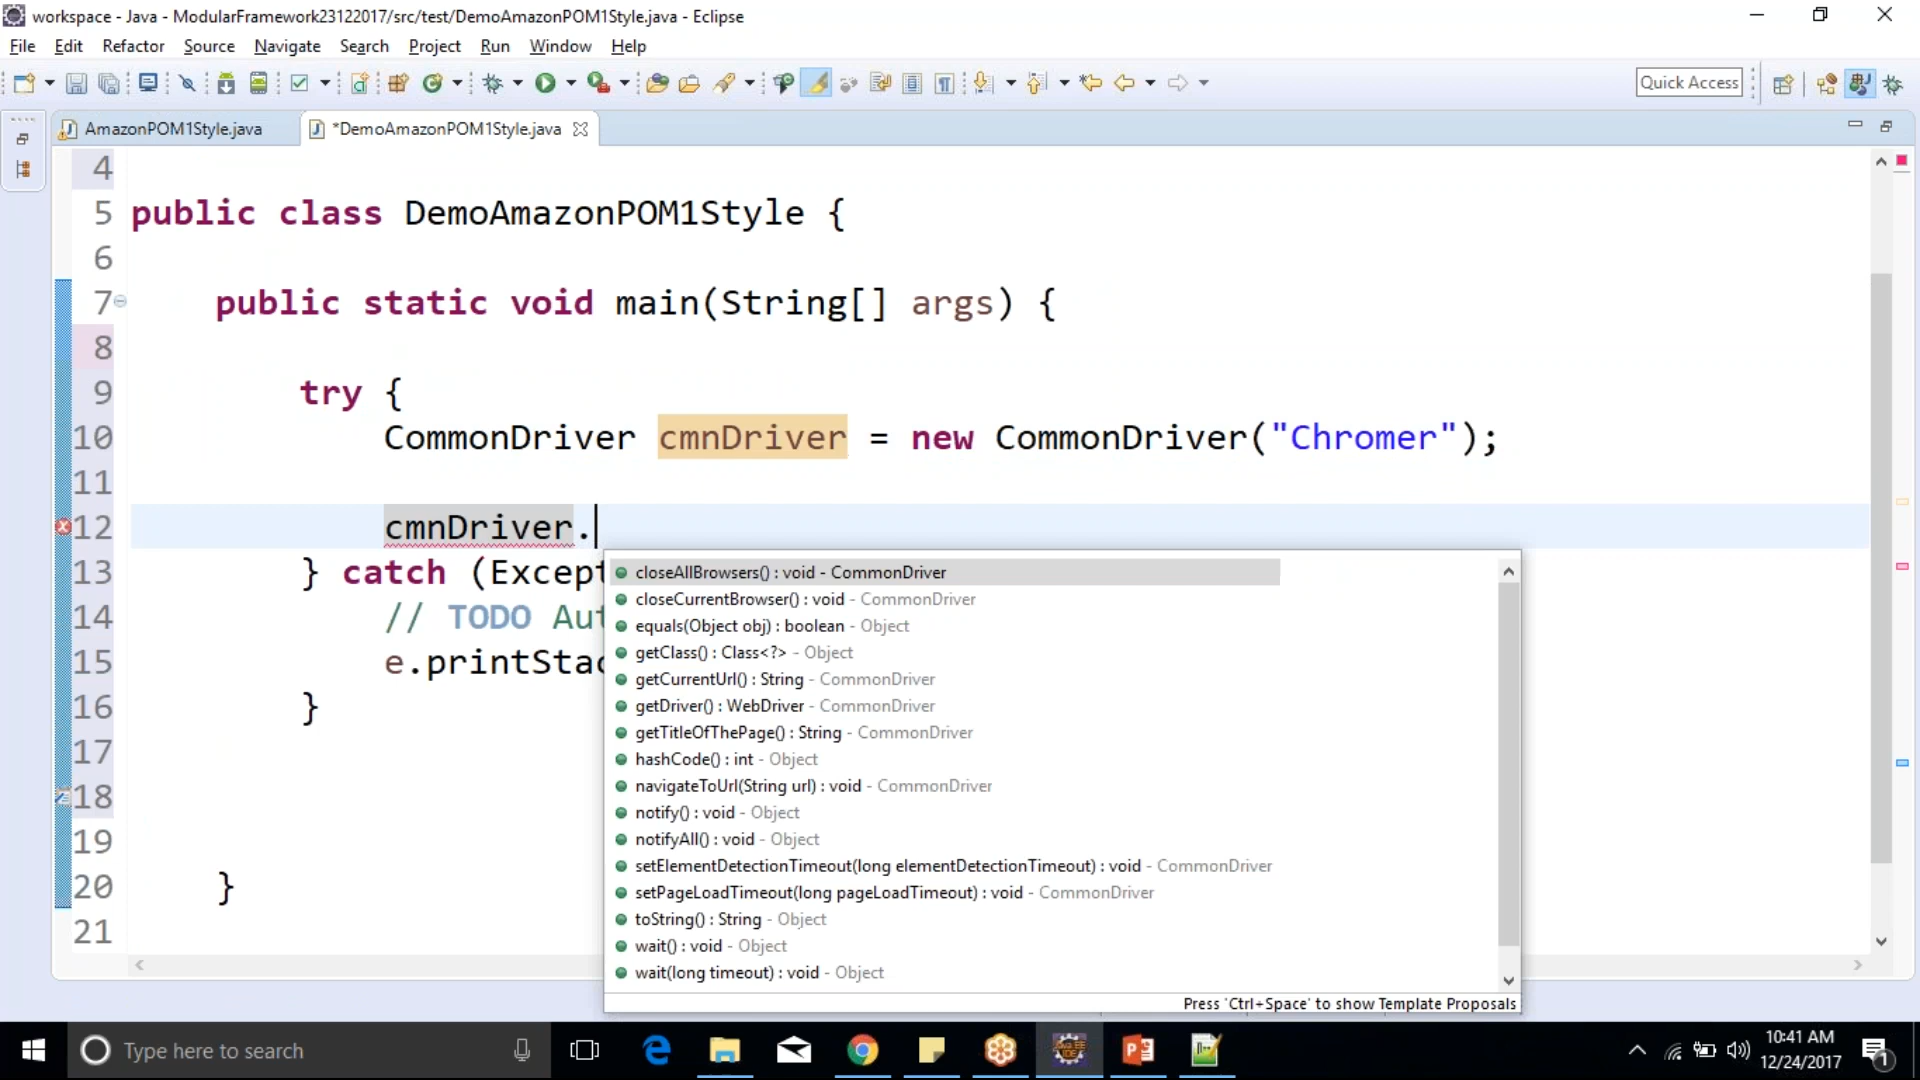 workspace - Java - ModularFramework23122017/src/test/DemoAmazonPOM1Style.java - Eclipse
File Edit Refactor Source Navigate Search Project Run Window Help
Quick Access
AmazonPOM1Style.java *DemoAmazonPOM1Style.java
4
5 public class DemoAmazonPOM1Style {
6
7 public static void main(String[] args) {
8
9 try {
10 CommonDriver cmnDriver = new CommonDriver("Chromer");
11
12 cmnDriver.
13 } catch (Except
14 // TODO Aut
15 e.printStac
16 }
17
18
19
20 }
21
closeAllBrowsers() : void - CommonDriver
closeCurrentBrowser() : void - CommonDriver
equals(Object obj) : boolean - Object
getClass() : Class<?> - Object
getCurrentUrl() : String - CommonDriver
getDriver() : WebDriver - CommonDriver
getTitleOfThePage() : String - CommonDriver
hashCode() : int - Object
navigateToUrl(String url) : void - CommonDriver
notify() : void - Object
notifyAll() : void - Object
setElementDetectionTimeout(long elementDetectionTimeout) : void - CommonDriver
setPageLoadTimeout(long pageLoadTimeout) : void - CommonDriver
toString() : String - Object
wait() : void - Object
wait(long timeout) : void - Object
Press 'Ctrl+Space' to show Template Proposals
Type here to search
10:41 AM
12/24/2017
1